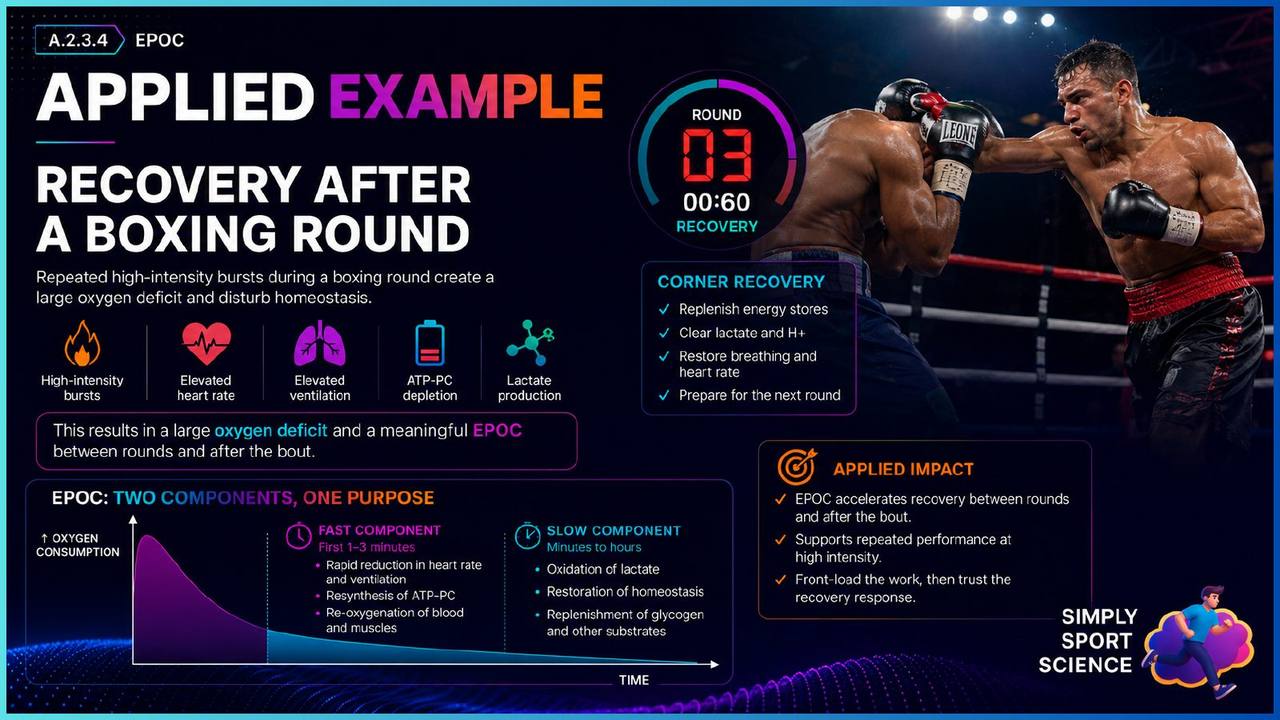 A.2.3.4 EPOC
APPLIED EXAMPLE
RECOVERY AFTER
A BOXING ROUND
Repeated high-intensity bursts during a boxing round create a
large oxygen deficit and disturb homeostasis.
High-intensity
bursts
Elevated
heart rate
Elevated
ventilation
ATP-PC
depletion
Lactate
production
This results in a large oxygen deficit and a meaningful EPOC
between rounds and after the bout.
ROUND
03
00:60
RECOVERY
LEONE
CORNER RECOVERY
Replenish energy stores
Clear lactate and H+
Restore breathing and
heart rate
Prepare for the next round
EPOC: TWO COMPONENTS, ONE PURPOSE
↑ OXYGEN
CONSUMPTION
FAST COMPONENT
First 1–3 minutes
• Rapid reduction in heart rate
and ventilation
• Resynthesis of ATP-PC
• Re-oxygenation of blood
and muscles
SLOW COMPONENT
Minutes to hours
• Oxidation of lactate
• Restoration of homeostasis
• Replenishment of glycogen
and other substrates
TIME
APPLIED IMPACT
EPOC accelerates recovery between rounds
and after the bout.
Supports repeated performance at
high intensity.
Front-load the work, then trust the
recovery response.
SIMPLY
SPORT
SCIENCE